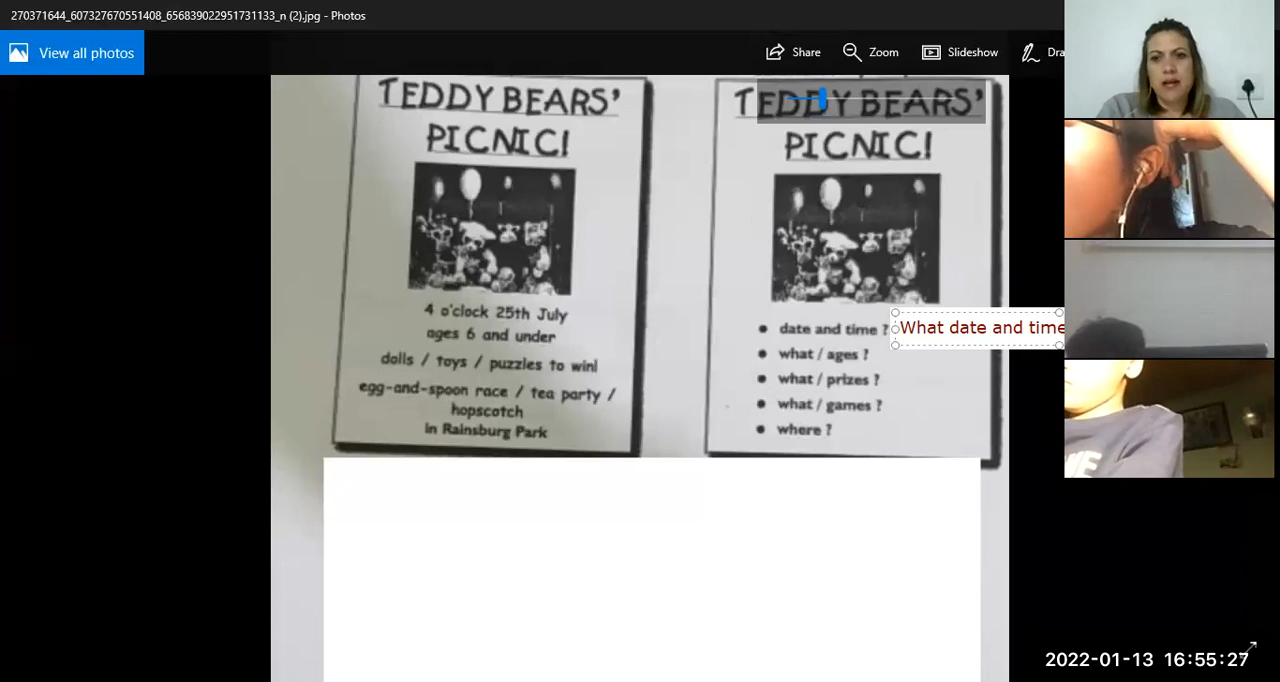 270371644_607327670551408_656839022951731133_n (2).jpg - Photos
View all photos
Share
Zoom
Slideshow
Dra
TEDDY BEARS'
PICNIC!
4 o'clock 25th July
ages 6 and under
dolls / toys / puzzles to win!
egg-and-spoon race / tea party /
hopscotch
in Rainsburg Park
TEDDY BEARS'
PICNIC!
• date and time ?
What date and time
• what / ages ?
• what / prizes ?
• what / games ?
• where ?
2022-01-13 16:55:27